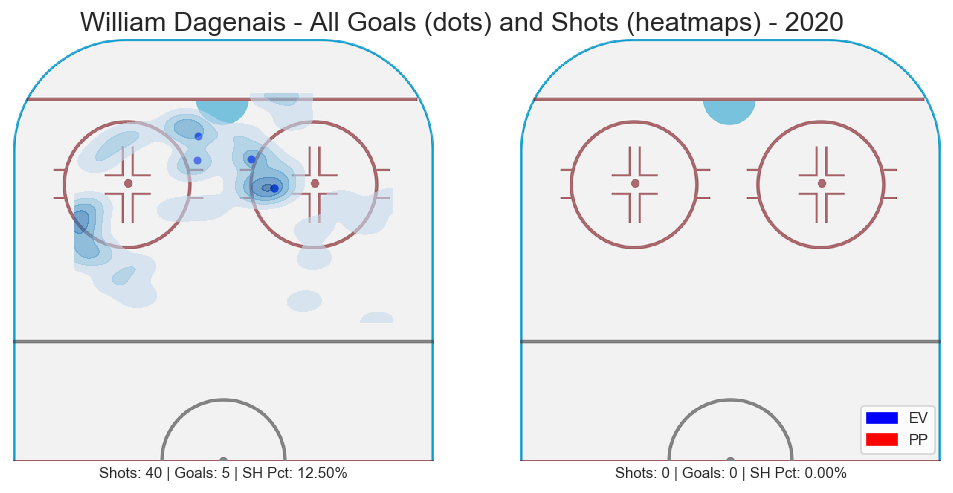 William Dagenais - All Goals (dots) and Shots (heatmaps) - 2020
EV
PP
Shots: 40 | Goals: 5 | SH Pct: 12.50%
Shots: 0 | Goals: 0 | SH Pct: 0.00%